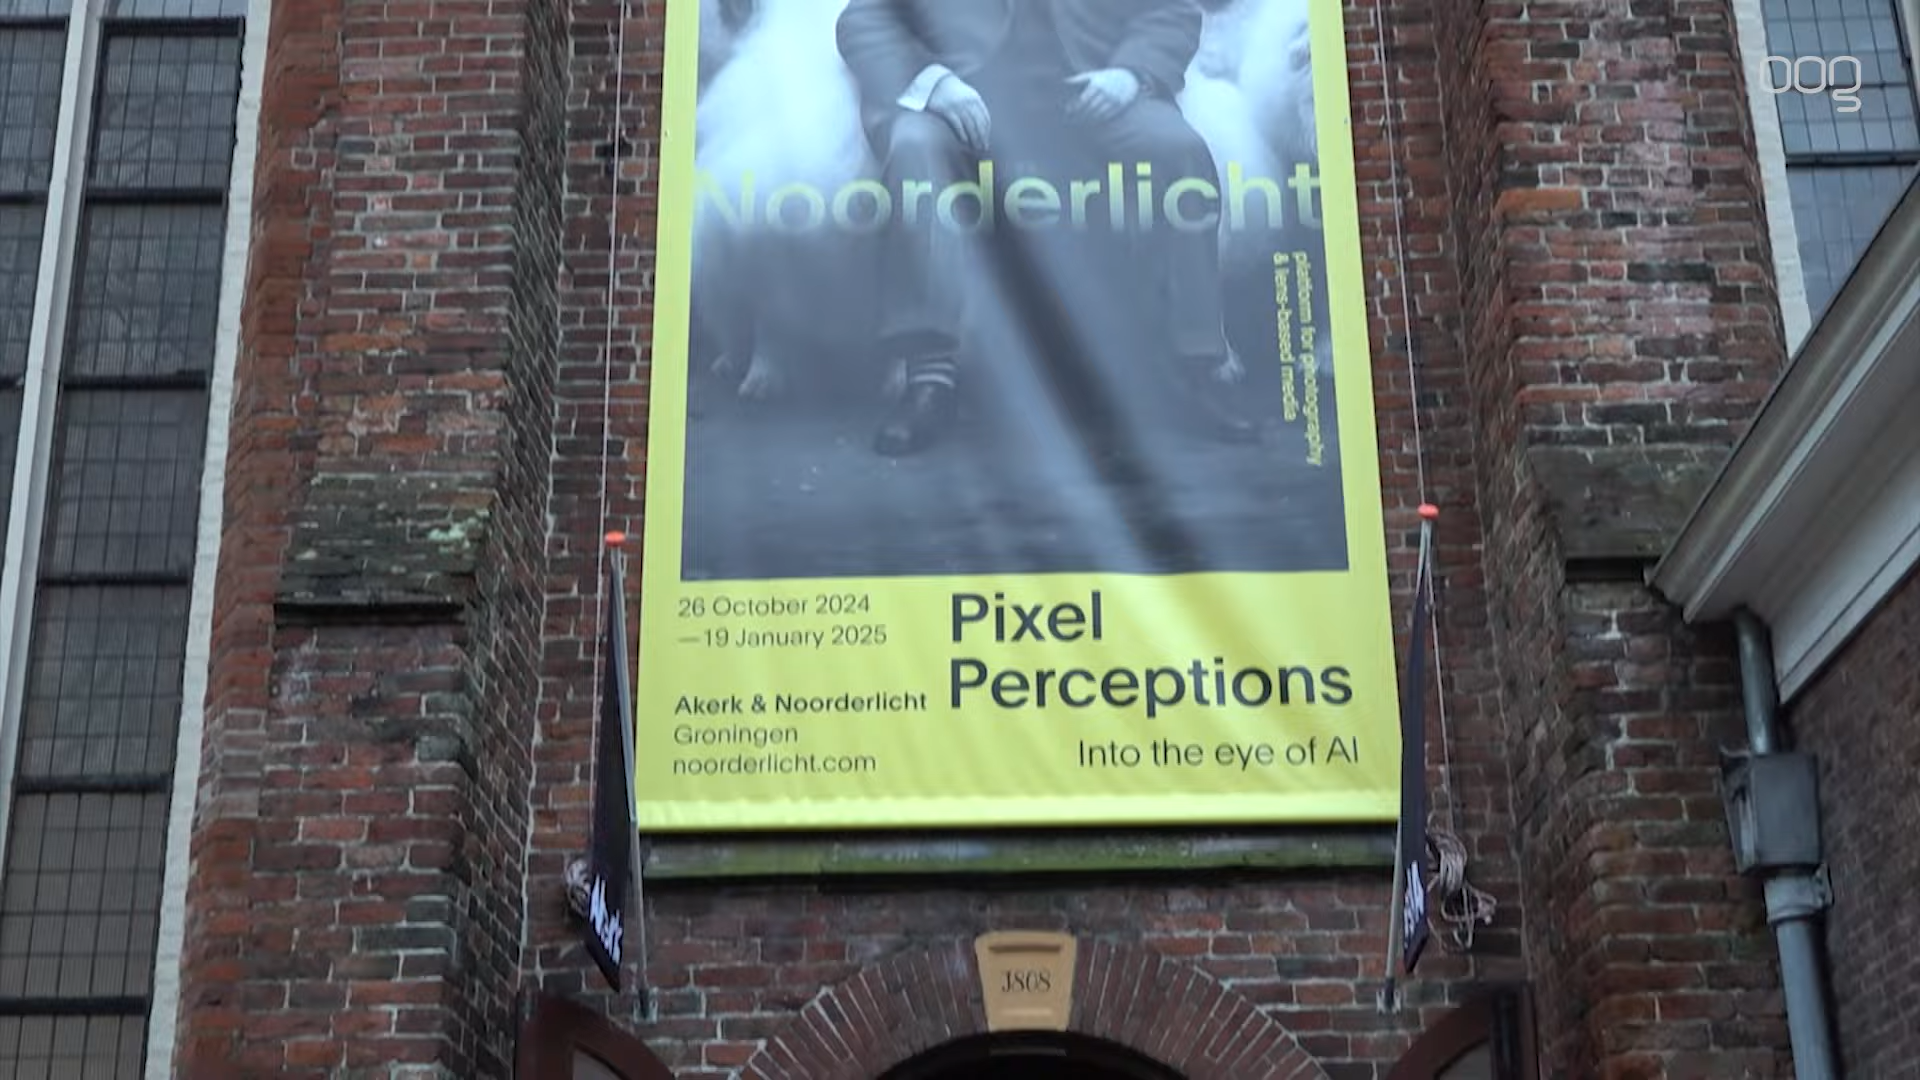 oog
Noorderlicht
platform for photography
& lens-based media
26 October 2024
—19 January 2025
Pixel
Perceptions
Akerk & Noorderlicht
Groningen
noorderlicht.com
Into the eye of AI
J808